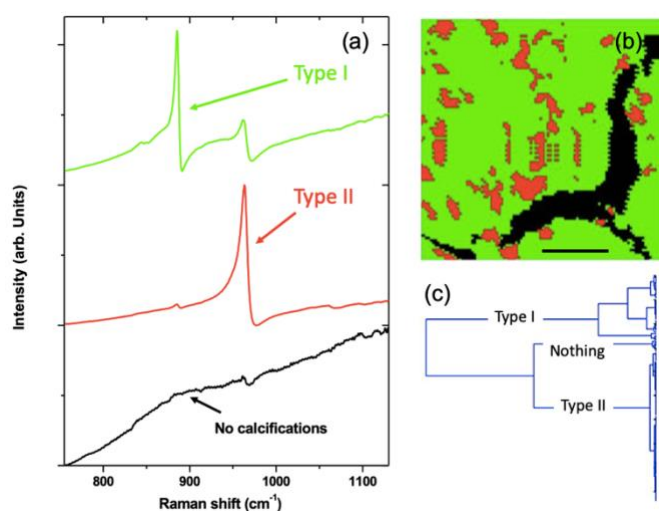 (a)
Type I
Type II
No calcifications
Intensity (arb. Units)
800
900
1000
1100
Raman shift (cm-1)
(b)
(c)
Type I
Nothing
Type II